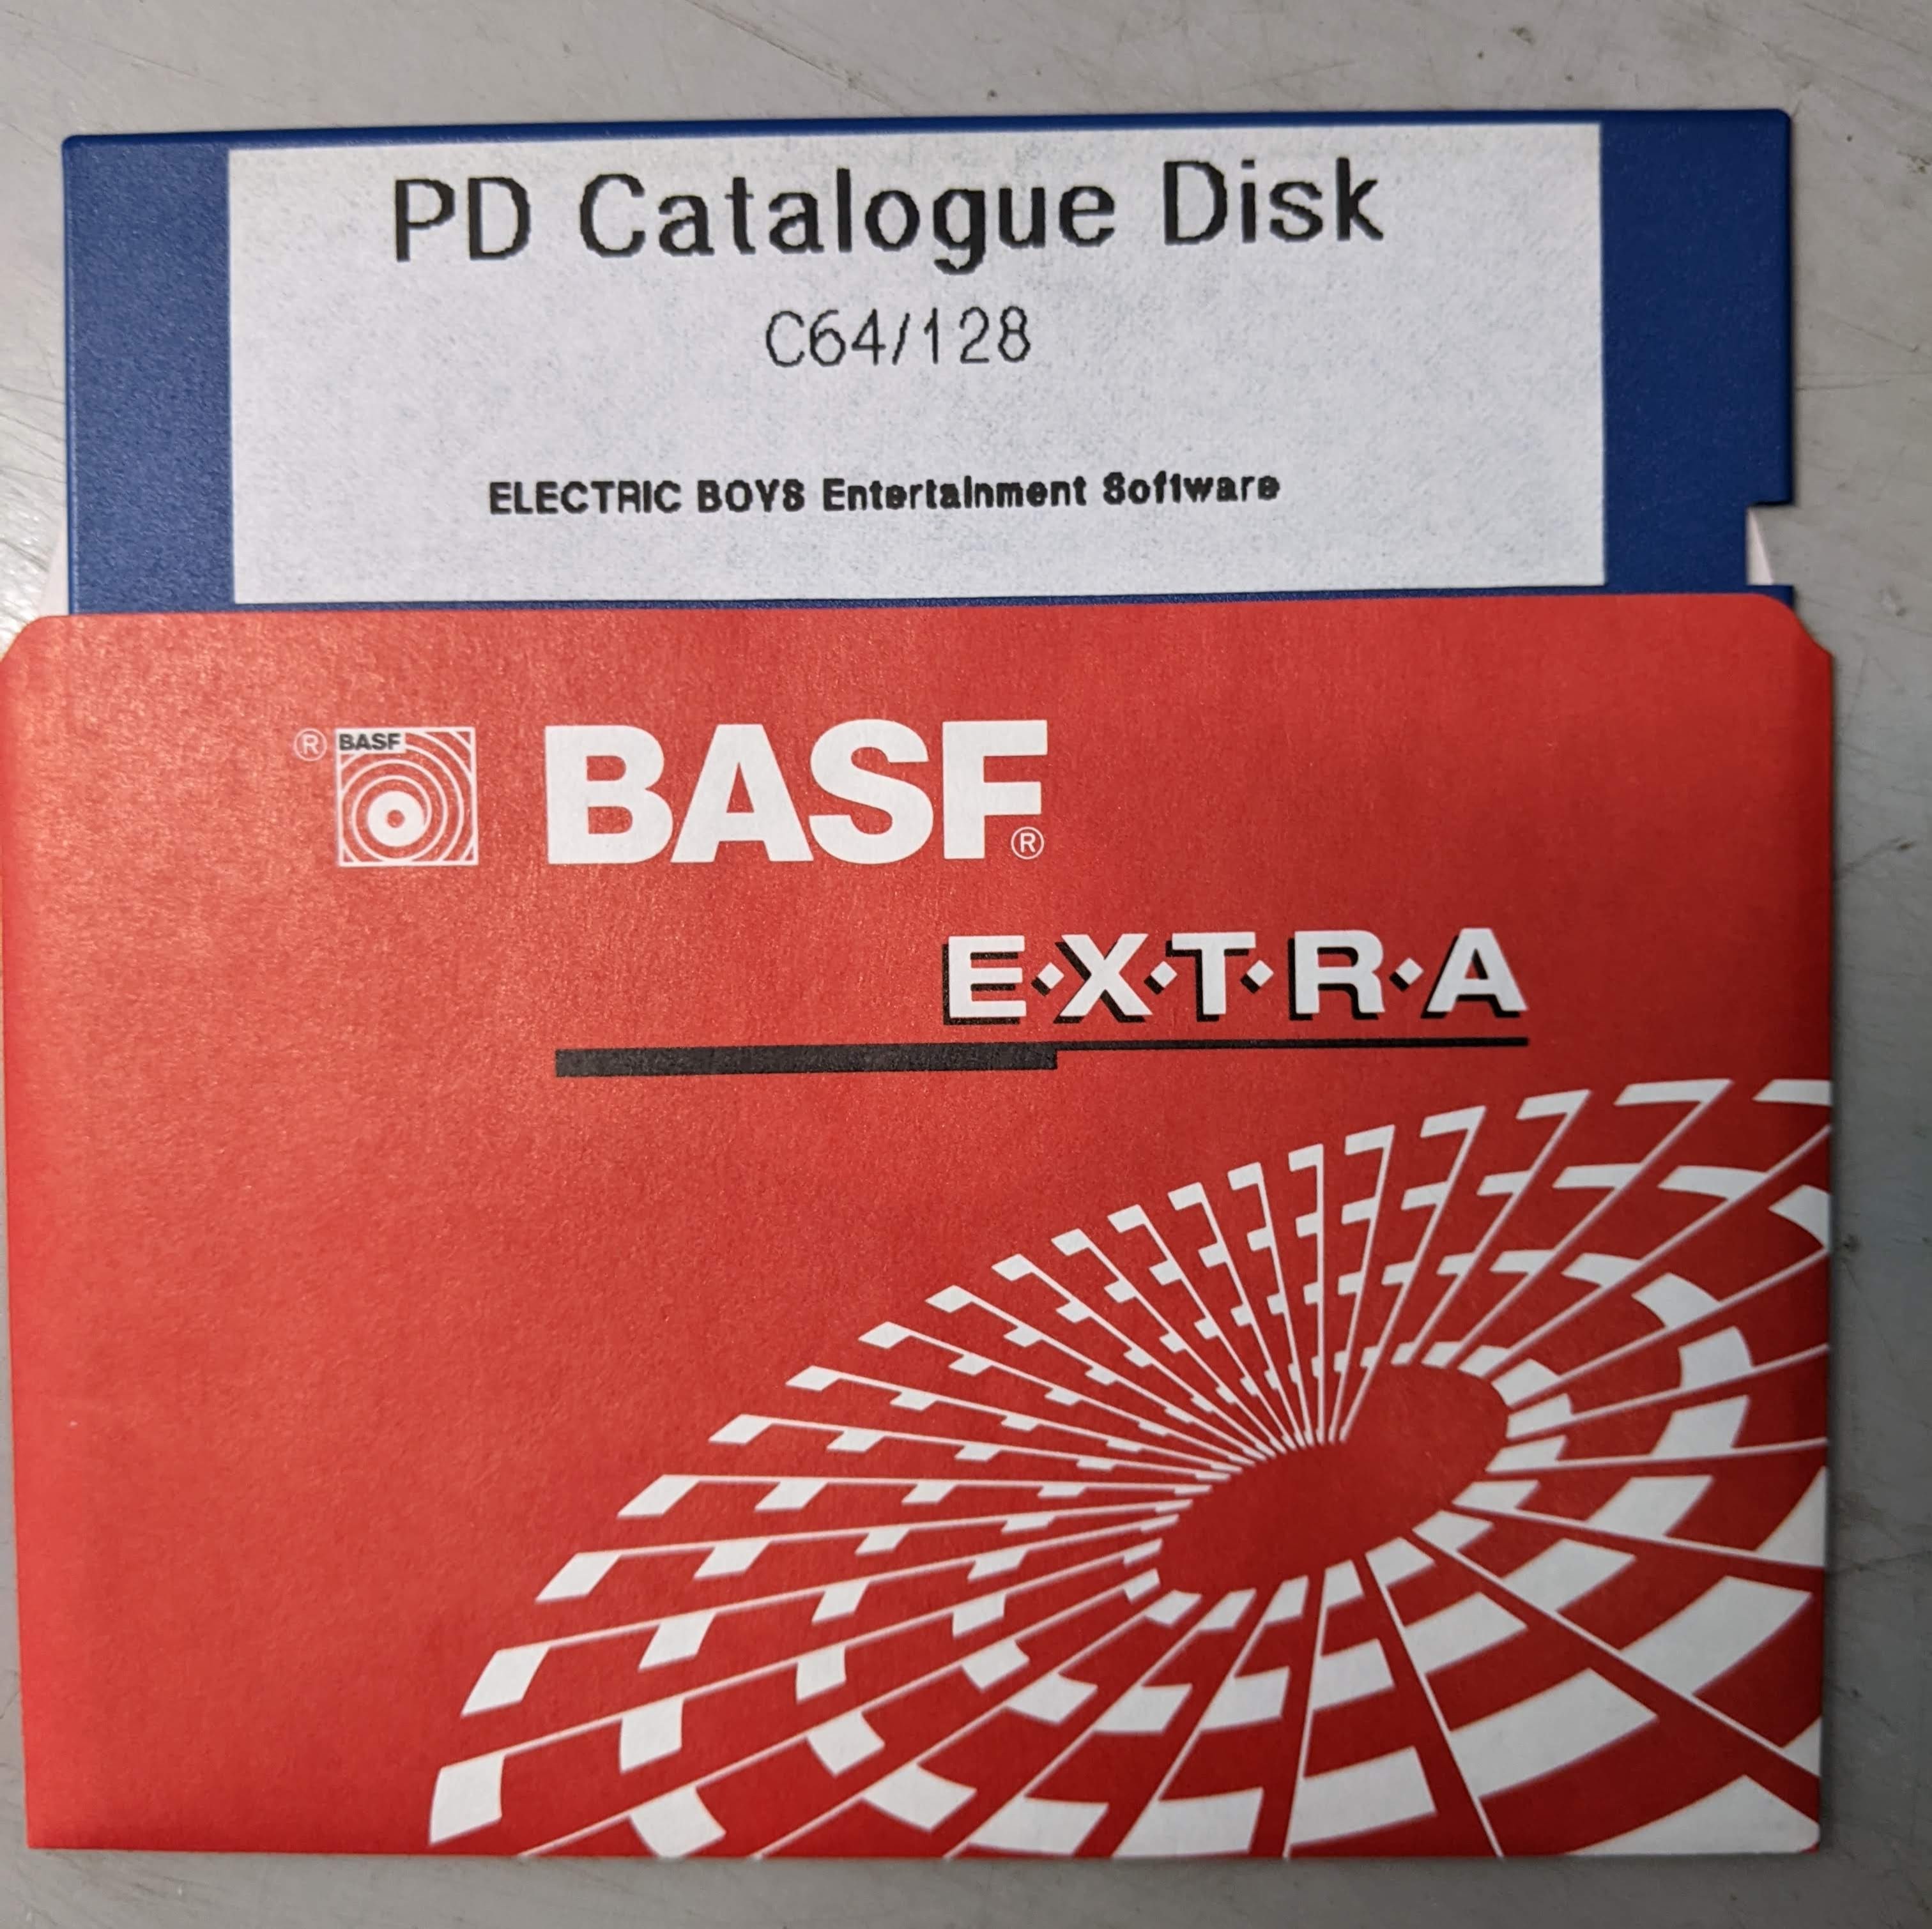 PD Catalogue Disk
C64/128
ELECTRIC BOYS Entertainment Software
® BASF BASF®
E·X·T·R·A